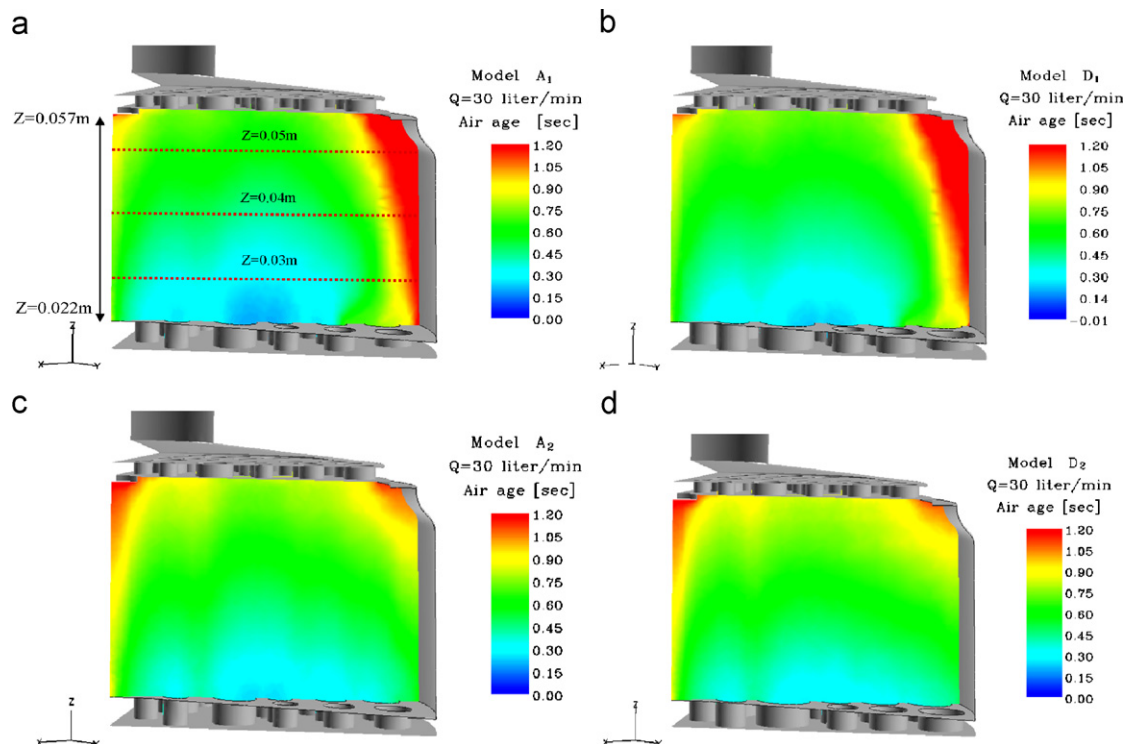 a
Model A₁
Q=30 liter/min
Air age [sec]
1.20
1.05
0.90
0.75
0.60
0.45
0.30
0.15
0.00
Z=0.057m
Z=0.05m
Z=0.04m
Z=0.03m
Z=0.022m
Z
X
Y
b
Model D₁
Q=30 liter/min
Air age [sec]
1.20
1.05
0.90
0.75
0.60
0.45
0.30
0.14
-0.01
Z
X
Y
c
Model A₂
Q=30 liter/min
Air age [sec]
1.20
1.05
0.90
0.75
0.60
0.45
0.30
0.15
0.00
Z
d
Model D₂
Q=30 liter/min
Air age [sec]
1.20
1.05
0.90
0.75
0.60
0.45
0.30
0.15
0.00
Z